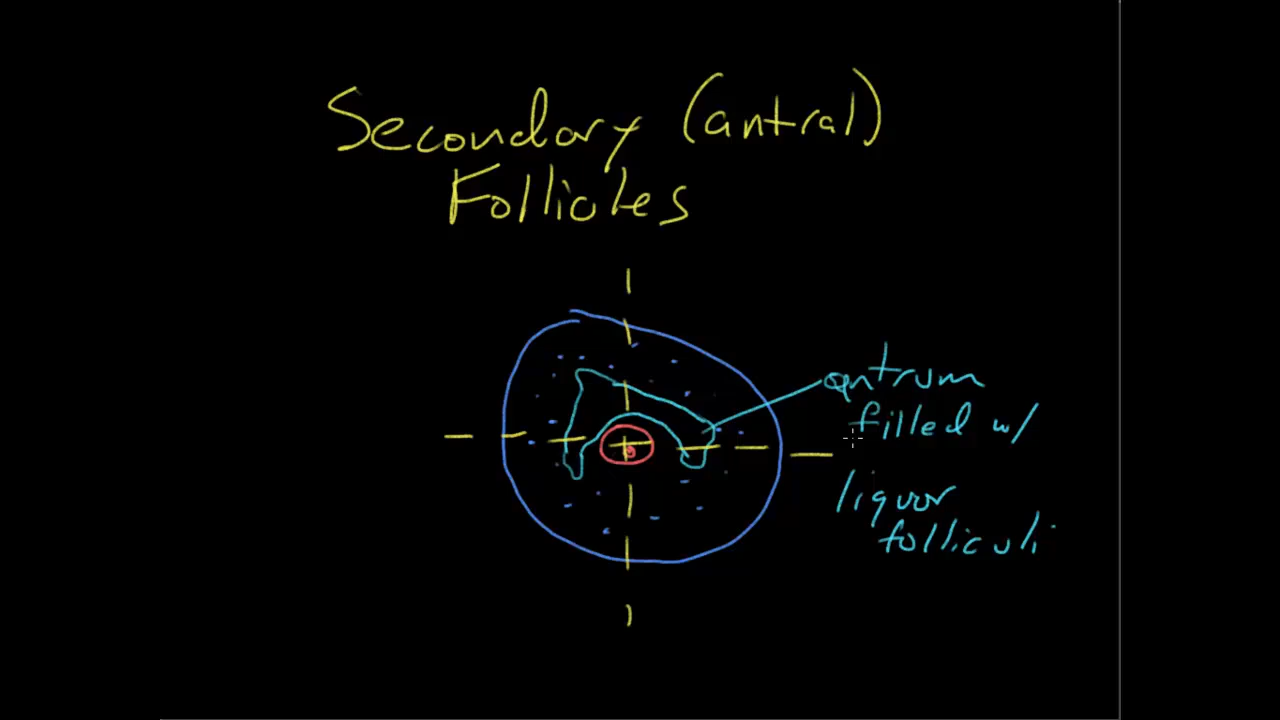 Secondary (antral)
Follicles
antrum
filled w/
liquor
folliculi